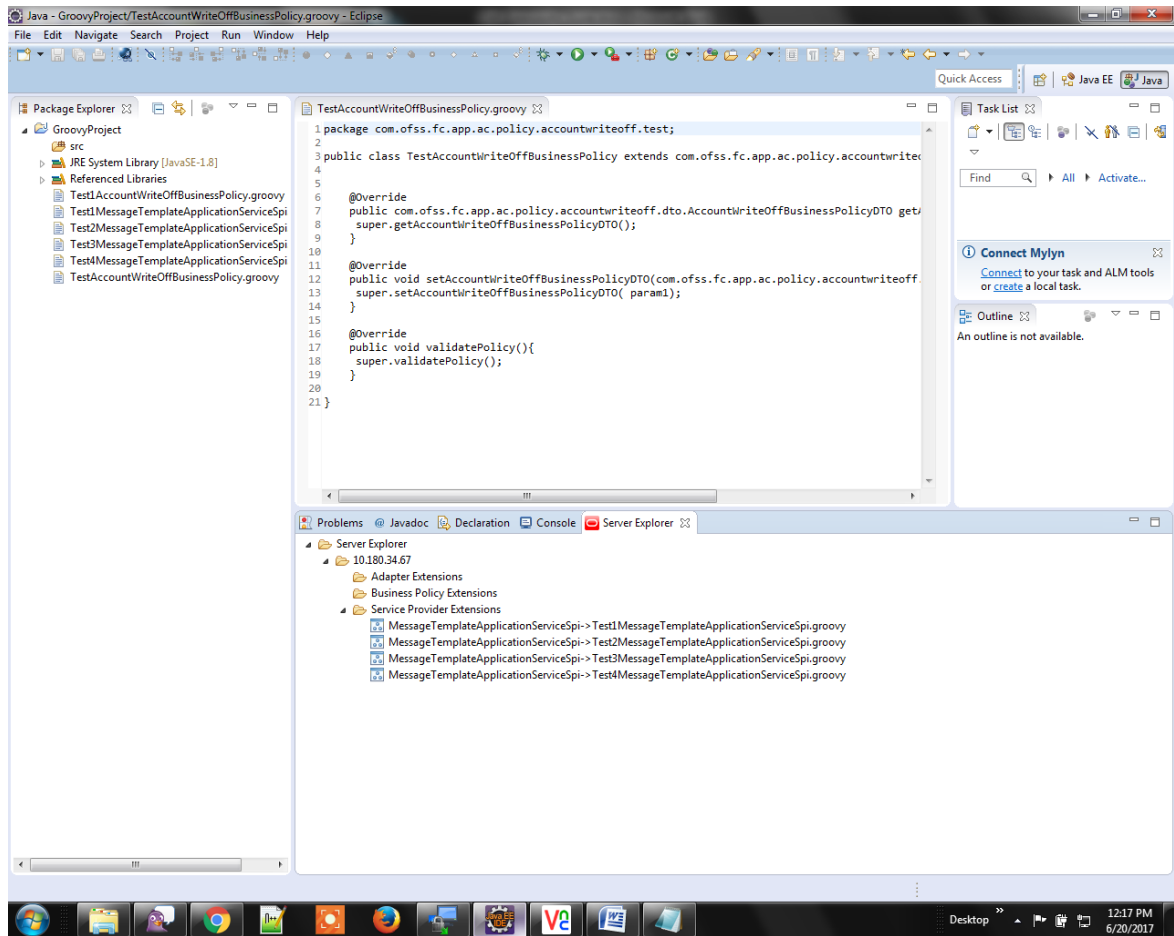 Java - GroovyProject/TestAccountWriteOffBusinessPolicy.groovy - Eclipse
File Edit Navigate Search Project Run Window Help
Quick Access Java EE Java
Package Explorer
GroovyProject
src
JRE System Library [JavaSE-1.8]
Referenced Libraries
Test1AccountWriteOffBusinessPolicy.groovy
Test1MessageTemplateApplicationServiceSpi
Test2MessageTemplateApplicationServiceSpi
Test3MessageTemplateApplicationServiceSpi
Test4MessageTemplateApplicationServiceSpi
TestAccountWriteOffBusinessPolicy.groovy
TestAccountWriteOffBusinessPolicy.groovy
1 package com.ofss.fc.app.ac.policy.accountwriteoff.test;
2
3 public class TestAccountWriteOffBusinessPolicy extends com.ofss.fc.app.ac.policy.accountwriteo
4
5
6 @Override
7 public com.ofss.fc.app.ac.policy.accountwriteoff.dto.AccountWriteOffBusinessPolicyDTO getA
8 super.getAccountWriteOffBusinessPolicyDTO();
9 }
10
11 @Override
12 public void setAccountWriteOffBusinessPolicyDTO(com.ofss.fc.app.ac.policy.accountwriteoff.
13 super.setAccountWriteOffBusinessPolicyDTO( param1);
14 }
15
16 @Override
17 public void validatePolicy(){
18 super.validatePolicy();
19 }
20
21 }
Task List
Find All Activate...
Connect Mylyn
Connect to your task and ALM tools
or create a local task.
Outline
An outline is not available.
Problems @ Javadoc Declaration Console Server Explorer
Server Explorer
10.180.34.67
Adapter Extensions
Business Policy Extensions
Service Provider Extensions
MessageTemplateApplicationServiceSpi->Test1MessageTemplateApplicationServiceSpi.groovy
MessageTemplateApplicationServiceSpi->Test2MessageTemplateApplicationServiceSpi.groovy
MessageTemplateApplicationServiceSpi->Test3MessageTemplateApplicationServiceSpi.groovy
MessageTemplateApplicationServiceSpi->Test4MessageTemplateApplicationServiceSpi.groovy
Desktop 12:17 PM
6/20/2017